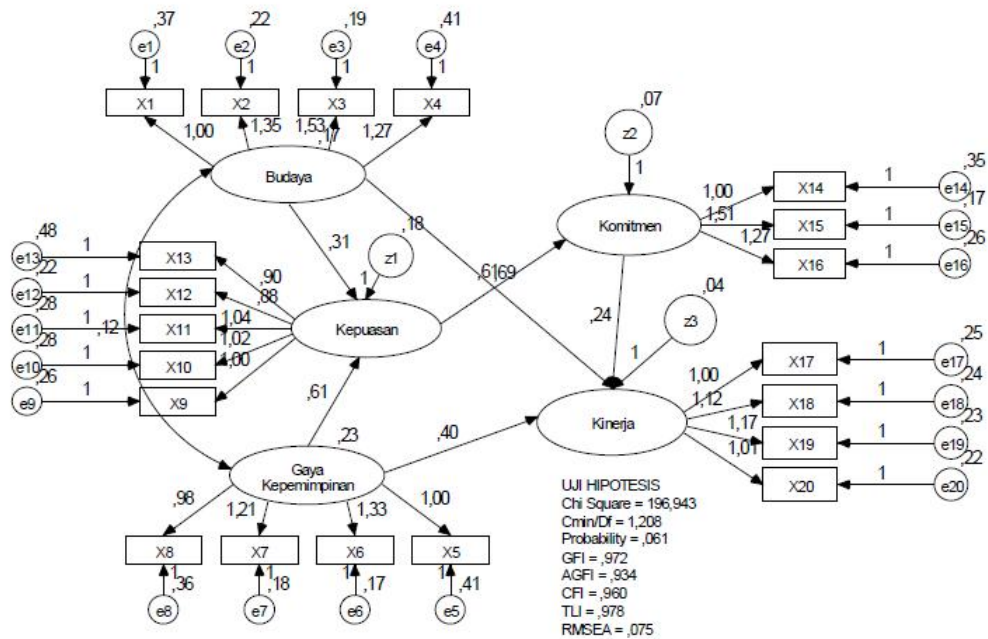 ,37 ,22 ,19 ,41
e1 e2 e3 e4
1 1 1 1
X1 X2 X3 X4
1,00 1,35 1,53 ,17 1,27
Budaya
,07
z2
1
,35
1,00 X14 1 e14
,17
Komitmen 1,51 X15 1 e15
,26
1,27 X16 1 e16
,18
z1
,31
1
,48
e13 1 X13 ,90
,22
e12 1 X12 ,88
,28
e11 1 X11 1,04
,28
e10 1 X10 1,02
,26
e9 1 X9 1,00
Kepuasan
,61 ,69
,24
,04
z3
1
,12
,61
,23
,40
Gaya
Kepemimpinan
Kinerja
,25
1,00 X17 1 e17
,24
1,12 X18 1 e18
,23
1,17 X19 1 e19
,22
1,01 X20 1 e20
,98 1,21 1,33 1,00
X8 X7 X6 X5
1 1 1 1
,36 ,18 ,17 ,41
e8 e7 e6 e5
UJI HIPOTESIS
Chi Square = 196,943
Cmin/Df = 1,208
Probability = ,061
GFI = ,972
AGFI = ,934
CFI = ,960
TLI = ,978
RMSEA = ,075